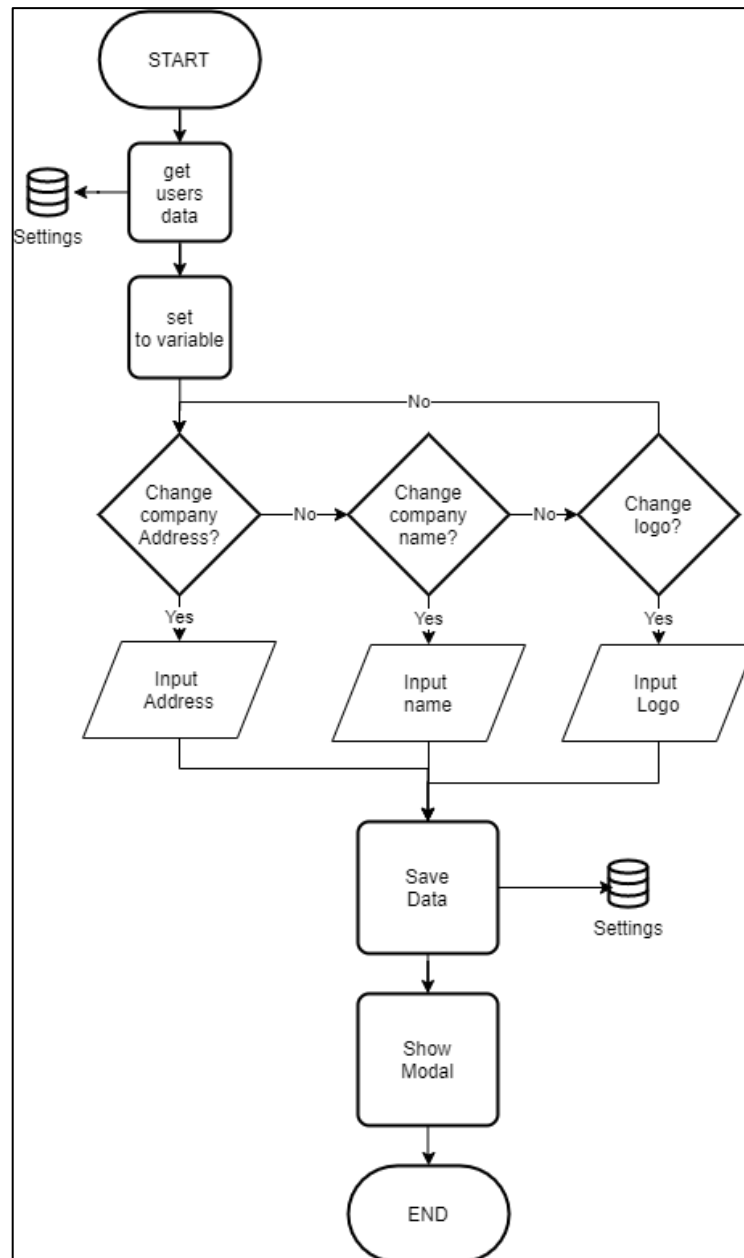 START
get
users
data
Settings
set
to variable
No
Change
company
Address?
No
Change
company
name?
No
Change
logo?
Yes
Yes
Yes
Input
Address
Input
name
Input
Logo
Save
Data
Settings
Show
Modal
END